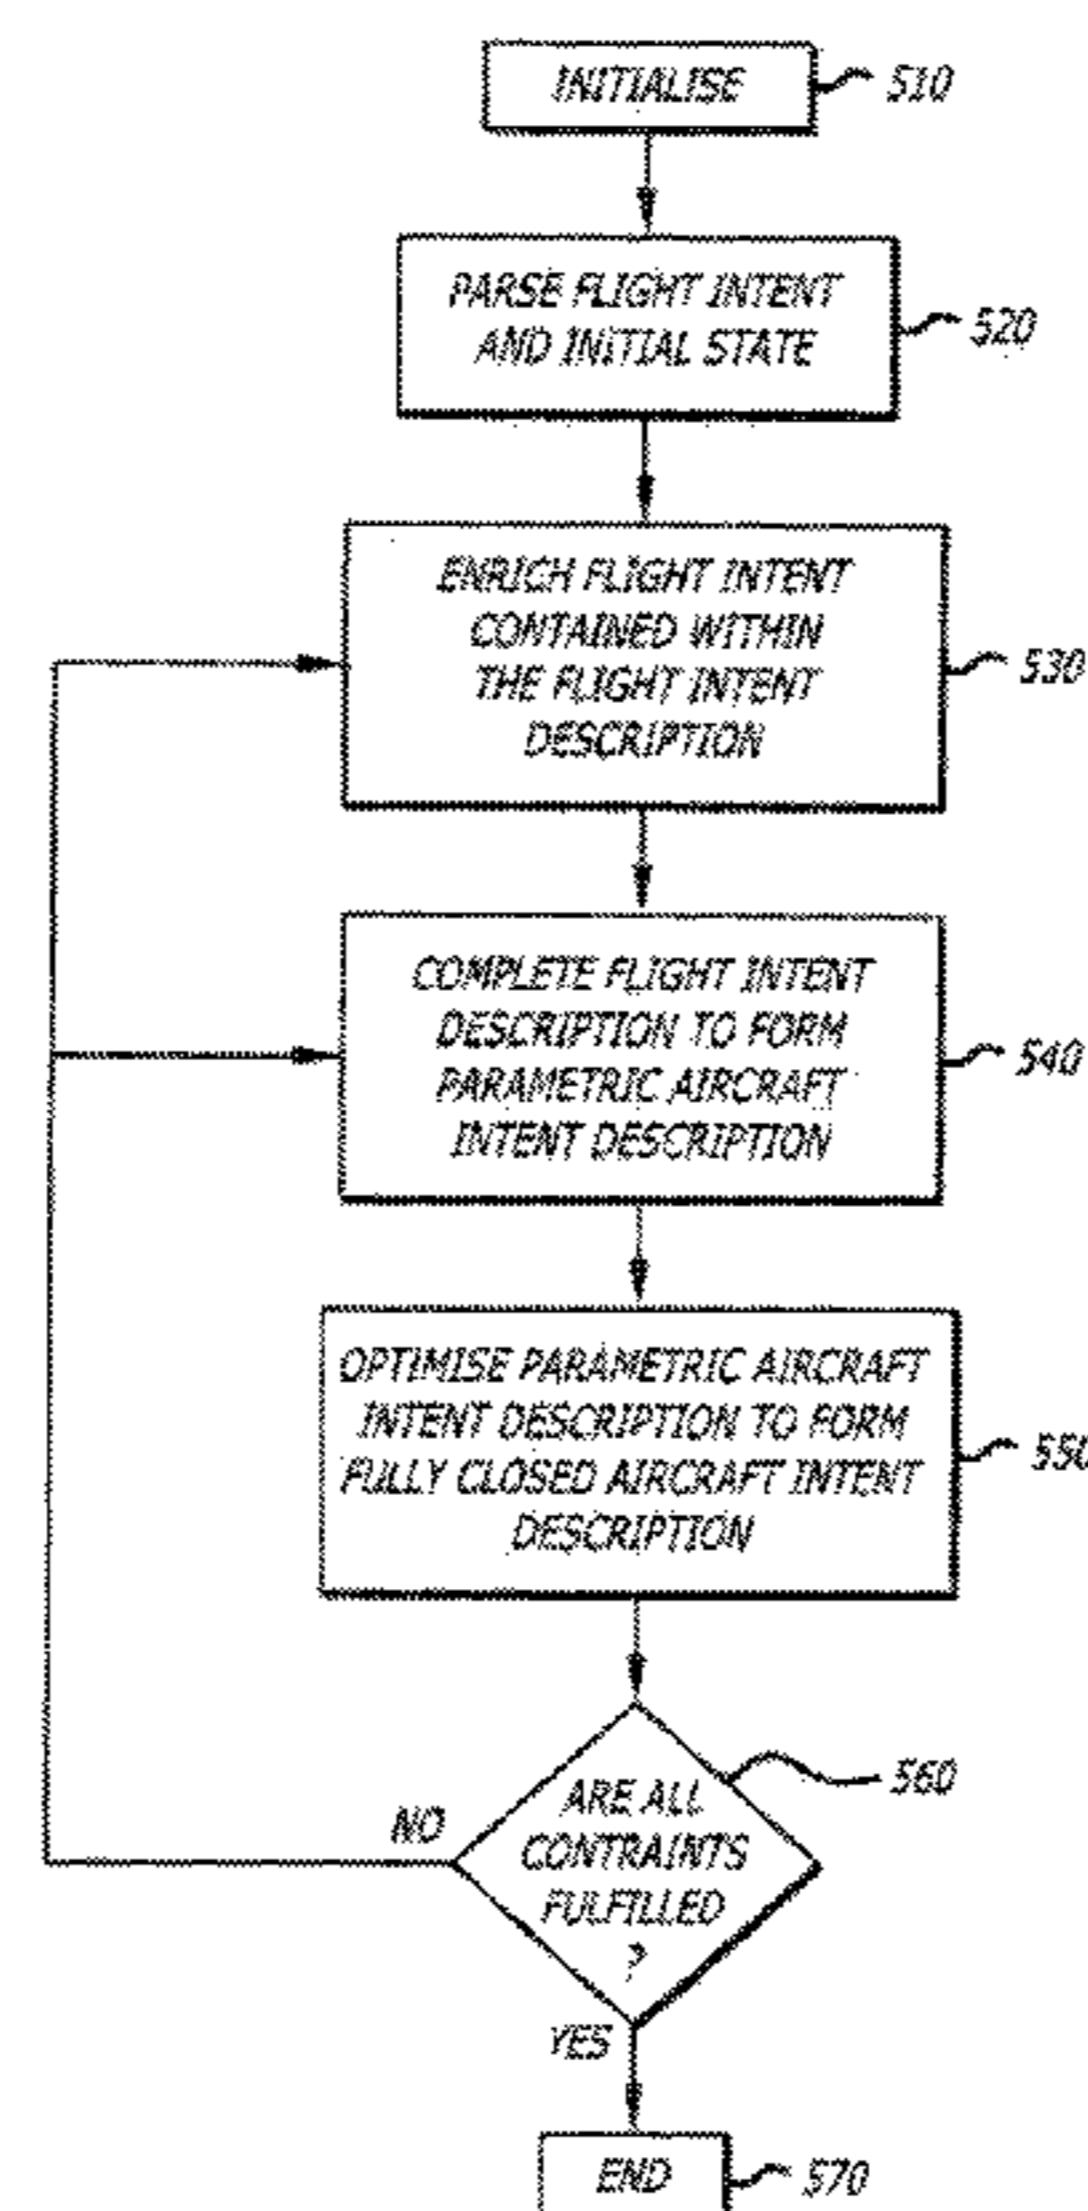 INITIALISE
510
PARSE FLIGHT INTENT
AND INITIAL STATE
520
ENRICH FLIGHT INTENT
CONTAINED WITHIN
THE FLIGHT INTENT
DESCRIPTION
530
COMPLETE FLIGHT INTENT
DESCRIPTION TO FORM
PARAMETRIC AIRCRAFT
INTENT DESCRIPTION
540
OPTIMISE PARAMETRIC AIRCRAFT
INTENT DESCRIPTION TO FORM
FULLY CLOSED AIRCRAFT INTENT
DESCRIPTION
550
560
ARE ALL
CONTRAINTS
FULFILLED
?
NO
YES
END
570